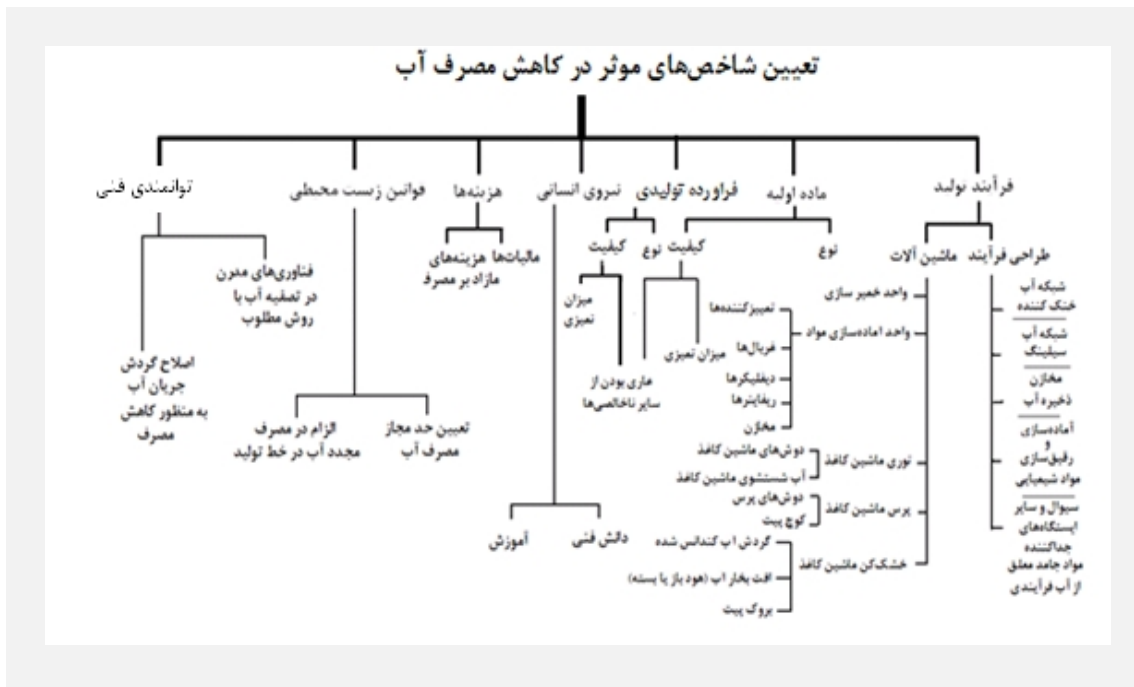 تعیین شاخص‌های موثر در کاهش مصرف آب
فرآیند تولید
ماده اولیه
فراورده تولیدی
نیروی انسانی
هزینه‌ها
قوانین زیست محیطی
توانمندی فنی
طراحی فرآیند
ماشین آلات
نوع
کیفیت
نوع
کیفیت
مالیات‌ها
هزینه‌های
مازاد بر مصرف
فناوری‌های مدرن
در تصفیه آب با
روش مطلوب
اصلاح گردش
جریان آب
به منظور کاهش
مصرف
شبکه آب
خنک کننده
شبکه آب
سیلینگ
مخازن
ذخیره آب
آماده‌سازی
و
رقیق‌سازی
مواد شیمیایی
سیوال و سایر
ایستگاه‌های
جداکننده
مواد جامد معلق
از آب فرآیندی
واحد خمیر سازی
واحد اماده‌سازی مواد
تمییزکننده‌ها
غربال‌ها
دیفلیکرها
ریفاینرها
مخازن
توری ماشین کاغذ
دوش‌های ماشین کاغذ
آب شستشوی ماشین کاغذ
پرس ماشین کاغذ
دوش‌های پرس
کوچ پیت
خشک‌کن ماشین کاغذ
گردش اب کندانس شده
افت بخار اب (هود باز یا بسته)
بروک پیت
میزان تمیزی
عاری بودن از
سایر ناخالصی‌ها
میزان
تمیزی
دانش فنی
آموزش
تعیین حد مجاز
مصرف آب
الزام در مصرف
مجدد آب در خط تولید